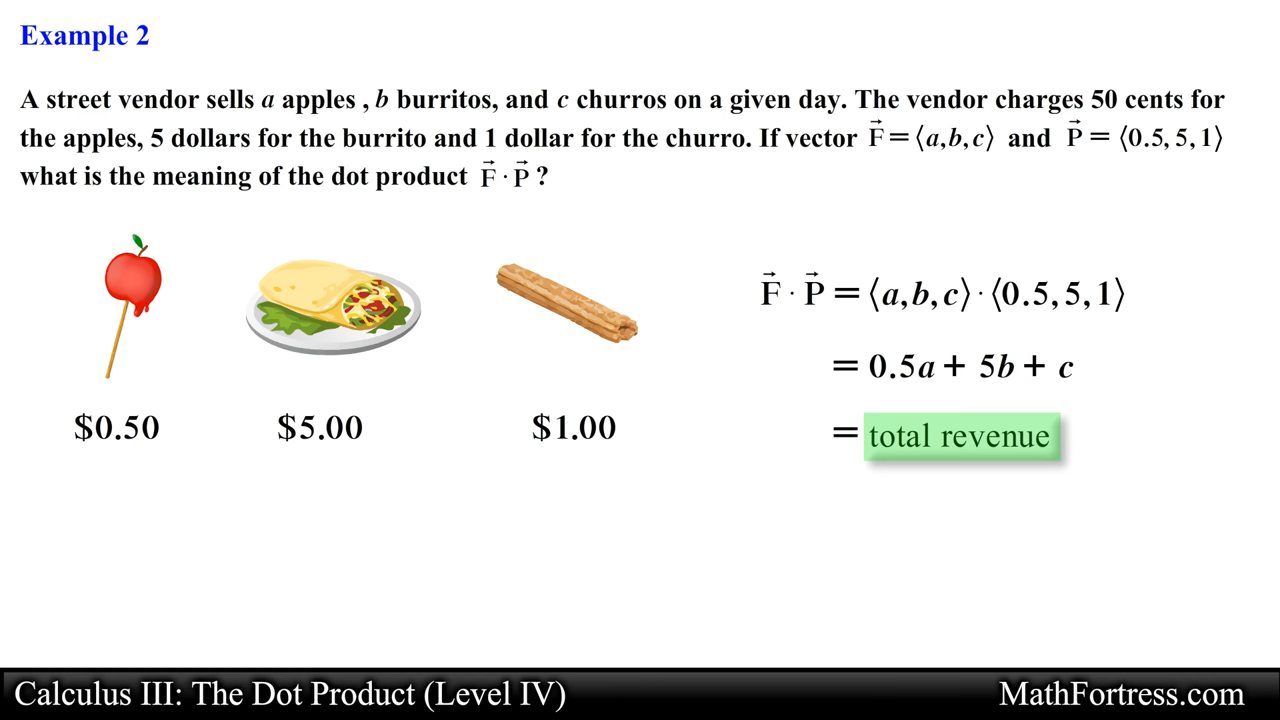 Example 2
A street vendor sells a apples , b burritos, and c churros on a given day. The vendor charges 50 cents for
the apples, 5 dollars for the burrito and 1 dollar for the churro. If vector F⃗ = ⟨a,b,c⟩ and P⃗ = ⟨0.5, 5, 1⟩
what is the meaning of the dot product F⃗ · P⃗ ?
F⃗ · P⃗ = ⟨a,b,c⟩ · ⟨0.5, 5, 1⟩
= 0.5a + 5b + c
= total revenue
$0.50 $5.00 $1.00
Calculus III: The Dot Product (Level IV) MathFortress.com